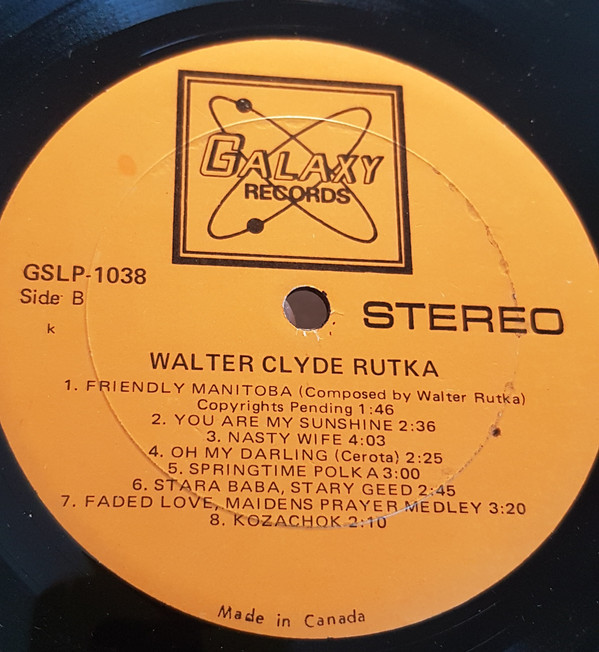 GALAXY
RECORDS
GSLP-1038
Side B
k
STEREO
WALTER CLYDE RUTKA
1. FRIENDLY MANITOBA (Composed by Walter Rutka)
Copyrights Pending 1:46
2. YOU ARE MY SUNSHINE 2:36
3. NASTY WIFE 4:03
4. OH MY DARLING (Cerota) 2:25
5. SPRINGTIME POLKA 3:00
6. STARA BABA, STARY GEED 2:45
7. FADED LOVE, MAIDENS PRAYER MEDLEY 3:20
8. KOZACHOK 2:10
Made in Canada